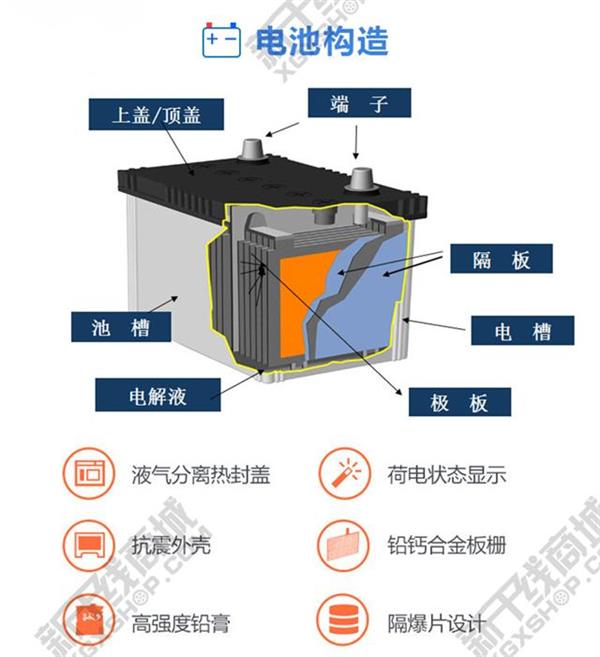 电池构造
上盖/顶盖
端 子
隔 板
池 槽
电 槽
电解液
极 板
液气分离热封盖
荷电状态显示
抗震外壳
铅钙合金板栅
高强度铅膏
隔爆片设计
新干线商城
XGXSHOP.COM